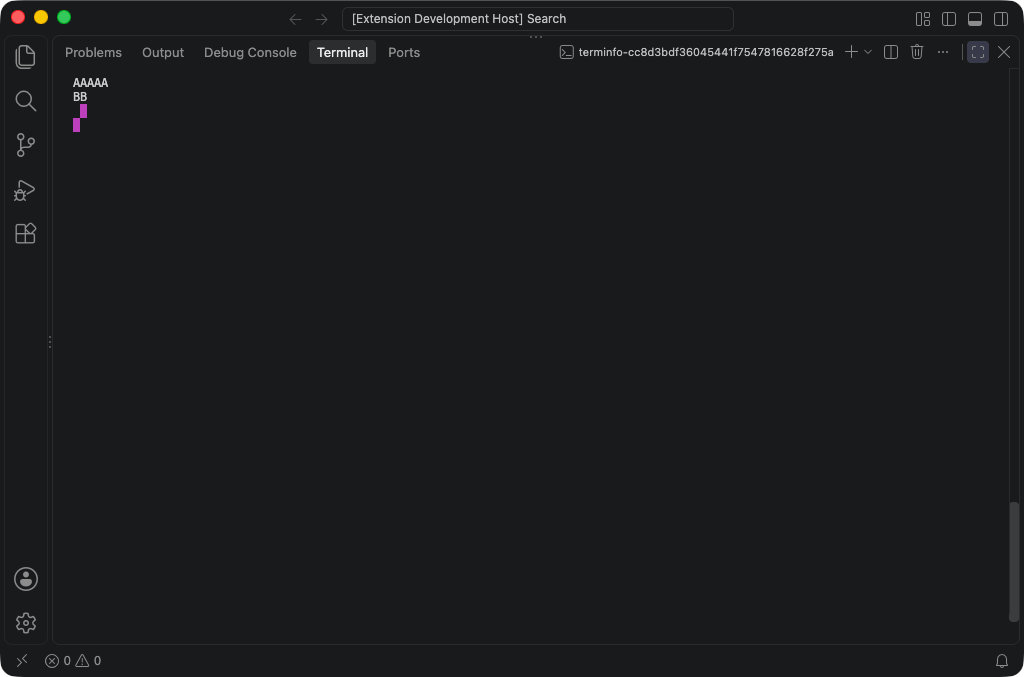 [Extension Development Host] Search
Problems Output Debug Console Terminal Ports terminfo-cc8d3bdf36045441f7547816628f275a
AAAAA
BB
0 0